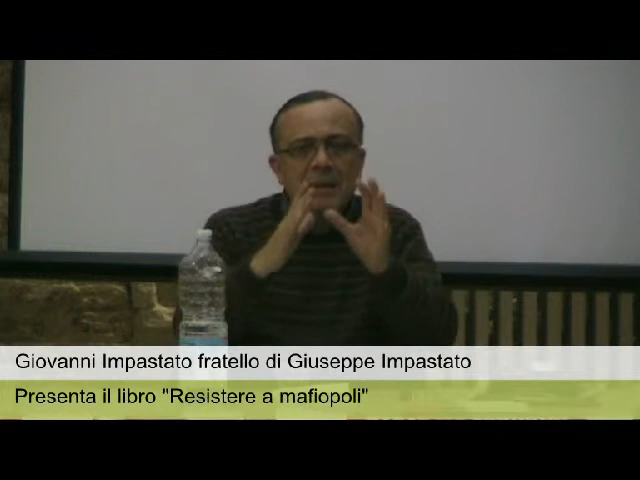 Giovanni Impastato fratello di Giuseppe Impastato
Presenta il libro "Resistere a mafiopoli"